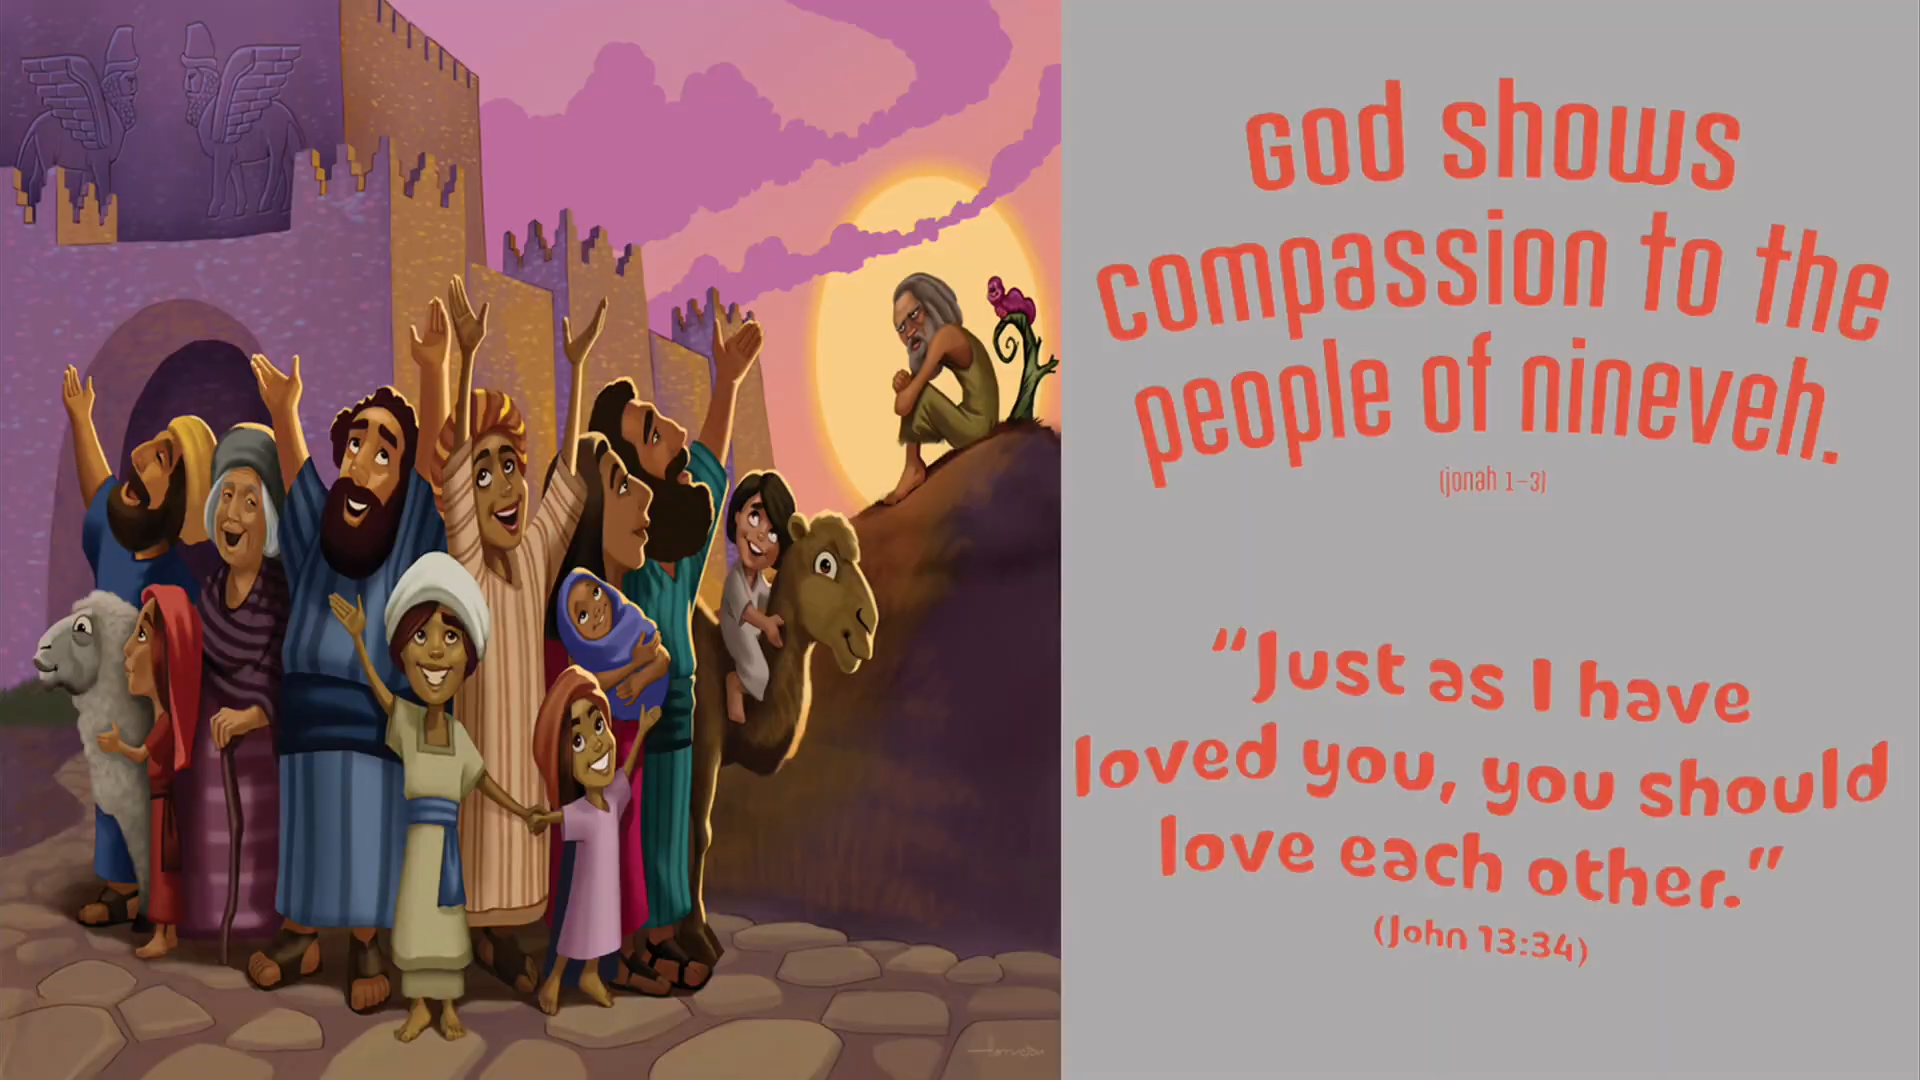 God shows
compassion to the
people of nineveh.
(jonah 1-3)
“Just as I have
loved you, you should
love each other.”
(John 13:34)